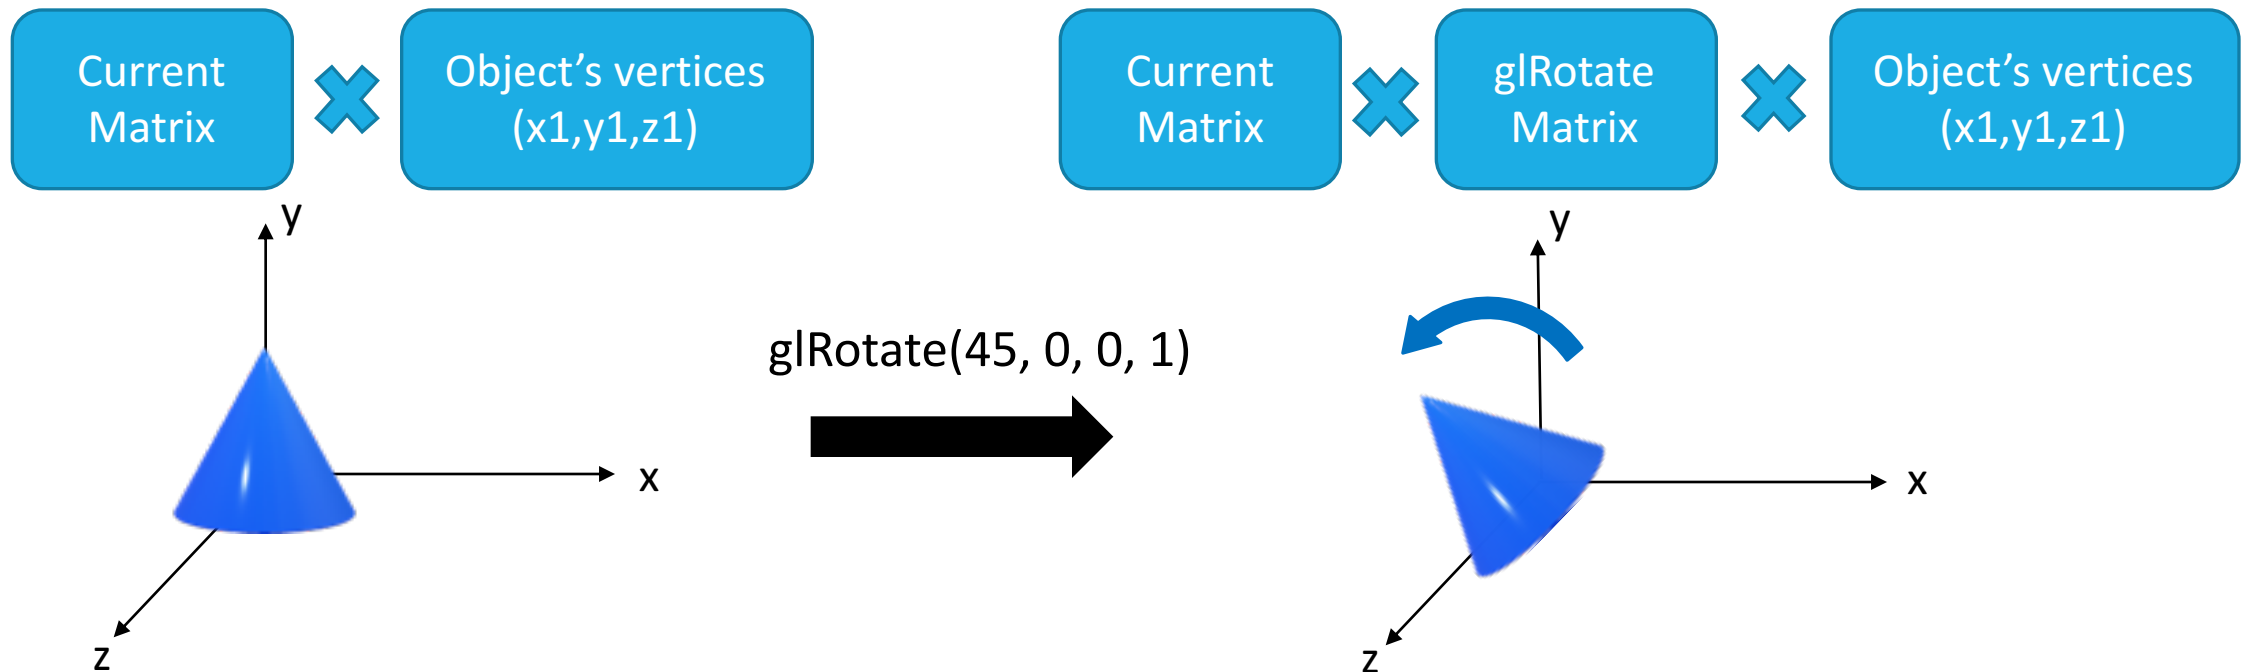 Current
Matrix
Object’s vertices
(x1,y1,z1)
Current
Matrix
glRotate
Matrix
Object’s vertices
(x1,y1,z1)
y
x
z
glRotate(45, 0, 0, 1)
y
x
z